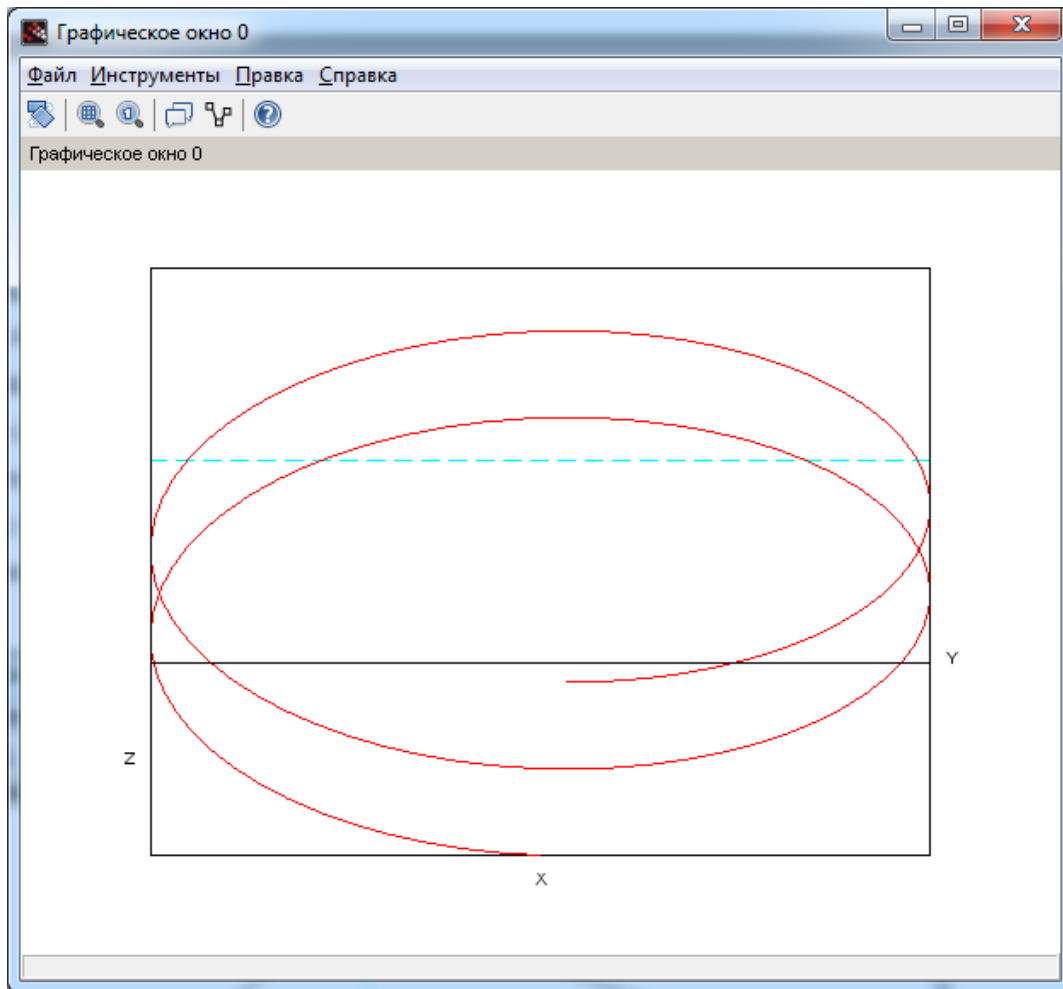 Графическое окно 0
Файл Инструменты Правка Справка
Графическое окно 0
Y
Z
X